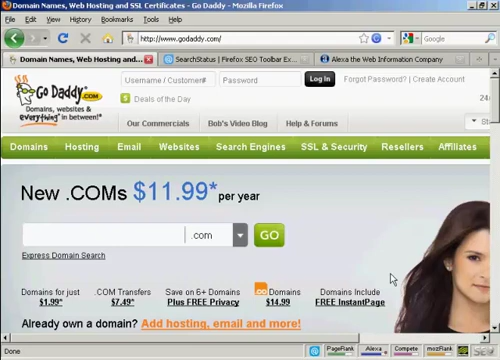 Domain Names, Web Hosting and SSL Certificates - Go Daddy - Mozilla Firefox
File Edit View History Bookmarks Tools Help
http://www.godaddy.com/
Google
Domain Names, Web Hosting and...
SearchStatus | Firefox SEO Toolbar Ex...
Alexa the Web Information Company
Go Daddy .COM
Domains, websites &
everything in between!
Username / Customer#
Password
Log In
Forgot Password? | Create Account
Deals of the Day
24
Our Commercials
Bob's Video Blog
Help & Forums
Domains Hosting Email Websites Search Engines SSL & Security Resellers Affiliates
New .COMs $11.99* per year
.com
GO
Express Domain Search
Domains for just
$1.99*
.COM Transfers
$7.49*
Save on 6+ Domains
Plus FREE Privacy
.co Domains
$14.99
Domains Include
FREE InstantPage
Already own a domain? Add hosting, email and more!
Done
PageRank
Alexa
Compete
mozRank